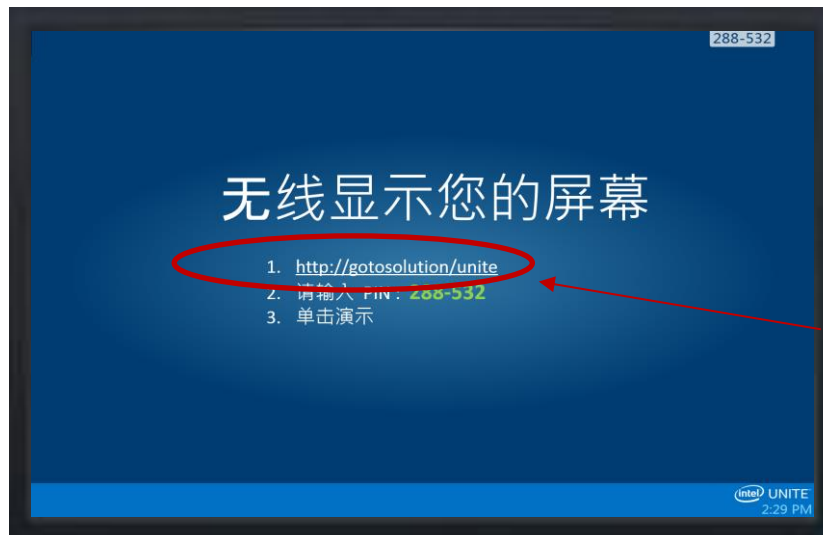 288-532
无线显示您的屏幕
1. http://gotosolution/unite
2. 请输入 PIN : 288-532
3. 单击演示
intel UNITE
2:29 PM